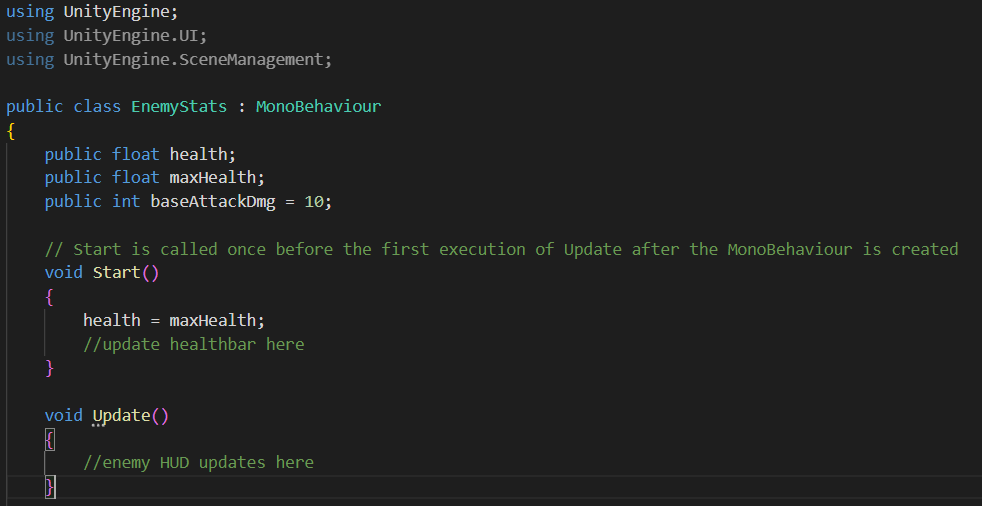 using UnityEngine;
using UnityEngine.UI;
using UnityEngine.SceneManagement;
public class EnemyStats : MonoBehaviour
{
public float health;
public float maxHealth;
public int baseAttackDmg = 10;
// Start is called once before the first execution of Update after the MonoBehaviour is created
void Start()
{
health = maxHealth;
//update healthbar here
}
void Update()
{
//enemy HUD updates here
}